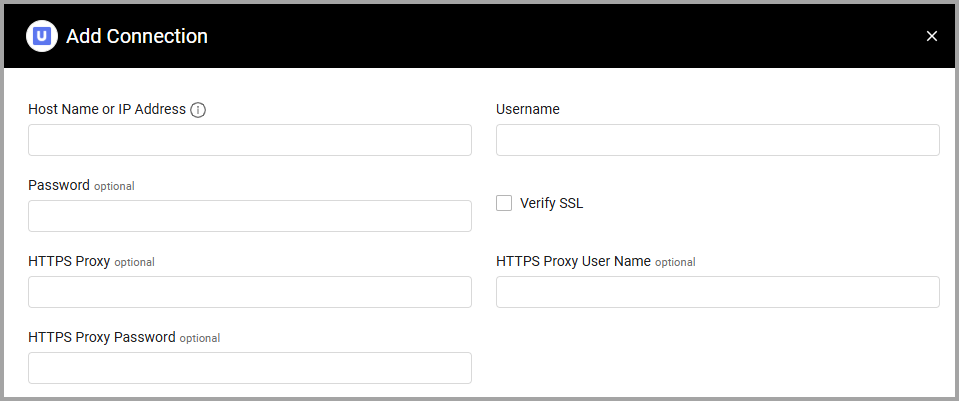 Add Connection
Host Name or IP Address
Username
Password optional
Verify SSL
HTTPS Proxy optional
HTTPS Proxy User Name optional
HTTPS Proxy Password optional